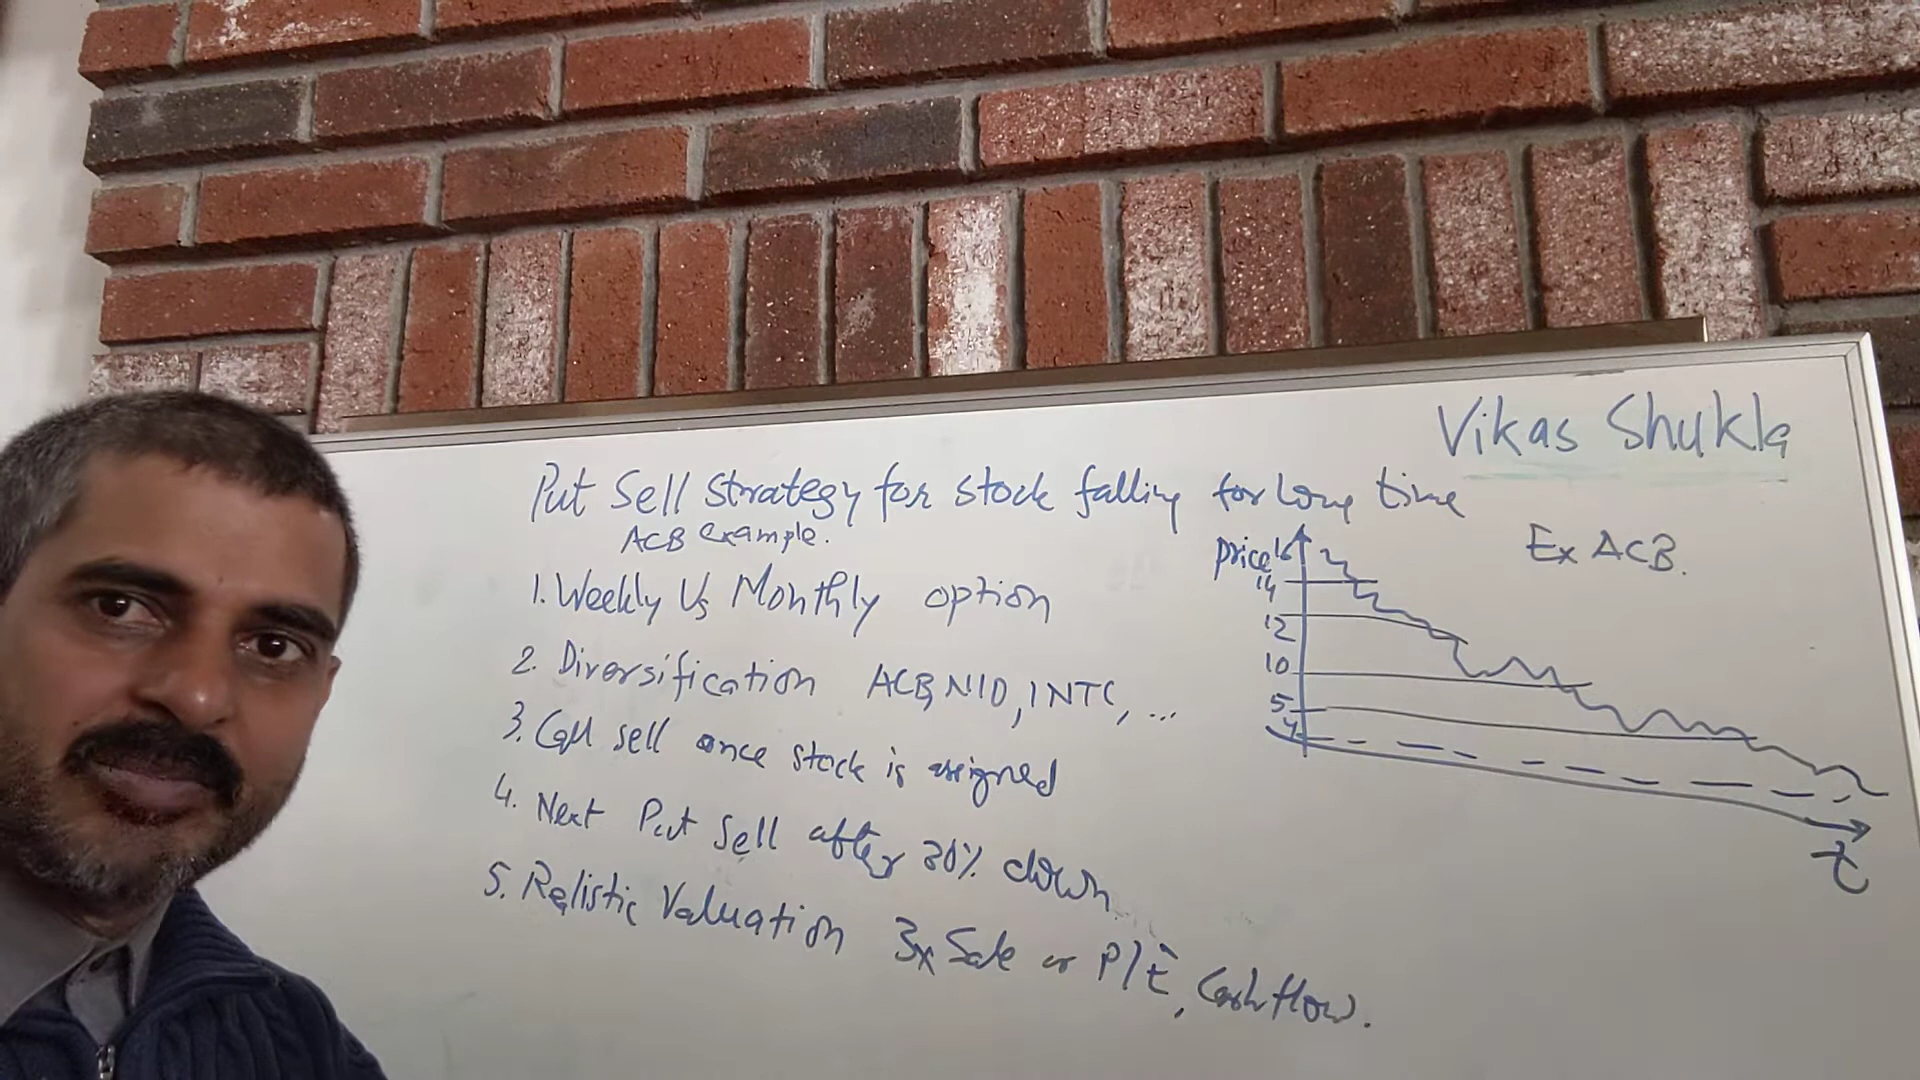 Vikas Shukla
Put Sell Strategy for stock falling for Long time
ACB example.
1. Weekly Vs Monthly option
2. Diversification ACB, NIO, INTC, ...
3. Call sell once stock is assigned
4. Next Put Sell after 30% down
5. Relistic Valuation 3x Sale or P/E, Cashflow.
Ex ACB.
price 16
14
12
10
5
4
t